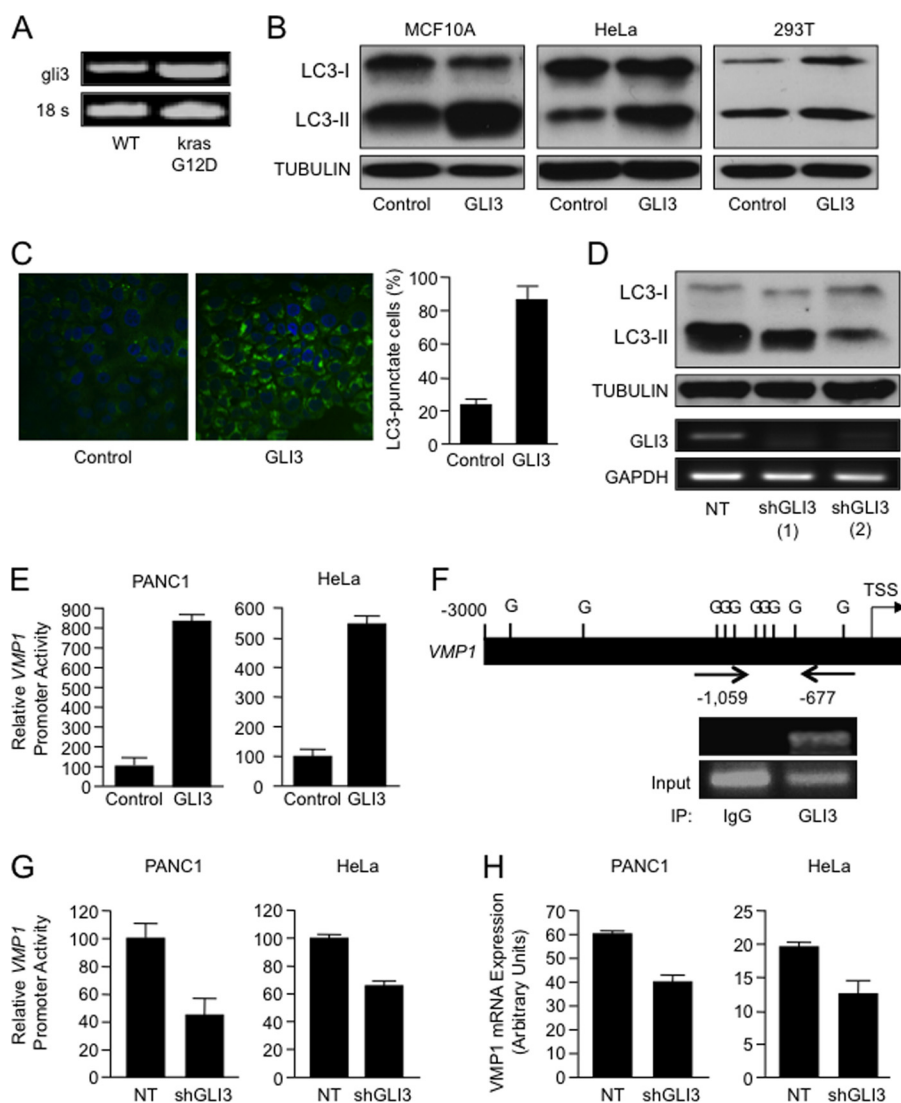 A
gli3
18 s
WT
kras
G12D
B
MCF10A
HeLa
293T
LC3-I
LC3-II
TUBULIN
Control
GLI3
Control
GLI3
Control
GLI3
C
Control
GLI3
LC3-punctate cells (%)
100
80
60
40
20
0
Control
GLI3
D
LC3-I
LC3-II
TUBULIN
GLI3
GAPDH
NT
shGLI3
(1)
shGLI3
(2)
E
PANC1
HeLa
Relative VMP1
Promoter Activity
900
800
700
600
500
400
300
200
100
0
Control
GLI3
600
500
400
300
200
100
0
Control
GLI3
F
-3000
G
G
GGG
GGG
G
G
TSS
VMP1
-1,059
-677
Input
IP:
IgG
GLI3
G
PANC1
HeLa
Relative VMP1
Promoter Activity
120
100
80
60
40
20
0
NT
shGLI3
120
100
80
60
40
20
0
NT
shGLI3
H
PANC1
HeLa
VMP1 mRNA Expression
(Arbitrary Units)
70
60
50
40
30
20
10
0
NT
shGLI3
25
20
15
10
5
0
NT
shGLI3